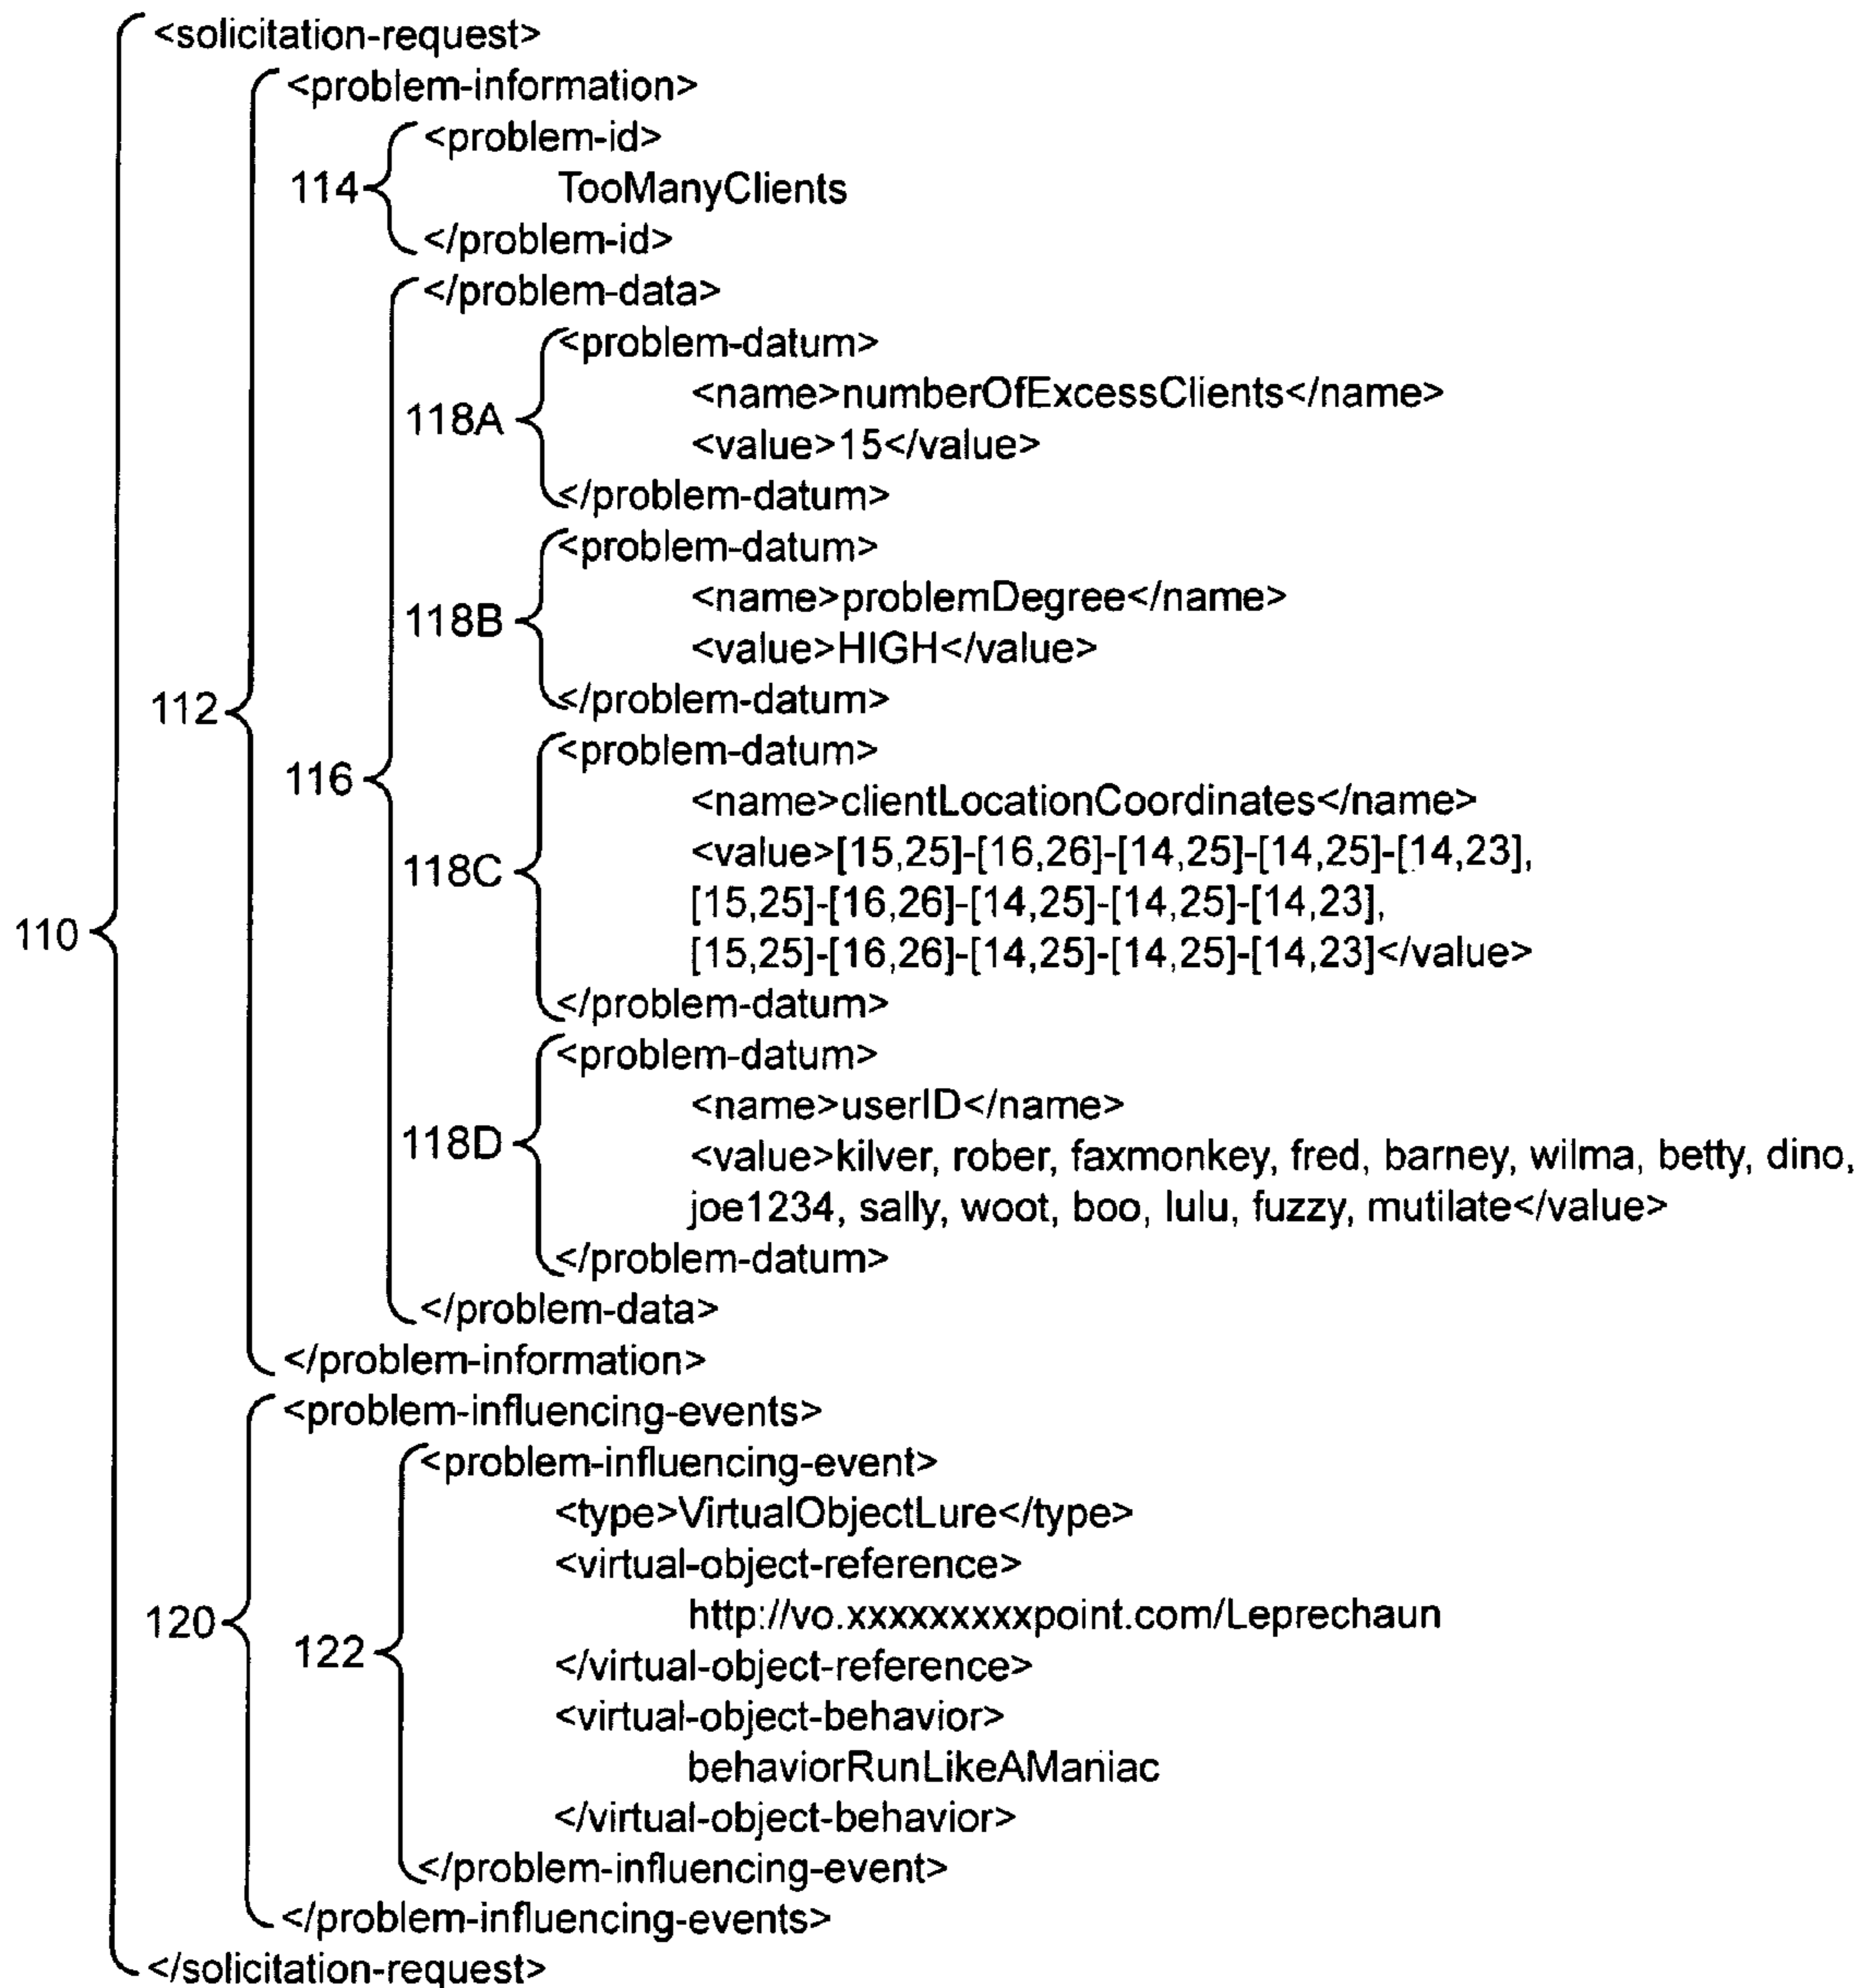 <solicitation-request>
<problem-information>
<problem-id>
114 TooManyClients
</problem-id>
</problem-data>
<problem-datum>
<name>numberOfExcessClients</name>
118A
<value>15</value>
</problem-datum>
<problem-datum>
<name>problemDegree</name>
118B
<value>HIGH</value>
</problem-datum>
112
<problem-datum>
116
<name>clientLocationCoordinates</name>
<value>[15,25]-[16,26]-[14,25]-[14,25]-[14,23],
118C
[15,25]-[16,26]-[14,25]-[14,25]-[14,23],
110
[15,25]-[16,26]-[14,25]-[14,25]-[14,23]</value>
</problem-datum>
<problem-datum>
<name>userID</name>
118D
<value>kilver, rober, faxmonkey, fred, barney, wilma, betty, dino,
joe1234, sally, woot, boo, lulu, fuzzy, mutilate</value>
</problem-datum>
</problem-data>
</problem-information>
<problem-influencing-events>
<problem-influencing-event>
<type>VirtualObjectLure</type>
<virtual-object-reference>
120
http://vo.xxxxxxxxxpoint.com/Leprechaun
122
</virtual-object-reference>
<virtual-object-behavior>
behaviorRunLikeAManiac
</virtual-object-behavior>
</problem-influencing-event>
</problem-influencing-events>
</solicitation-request>